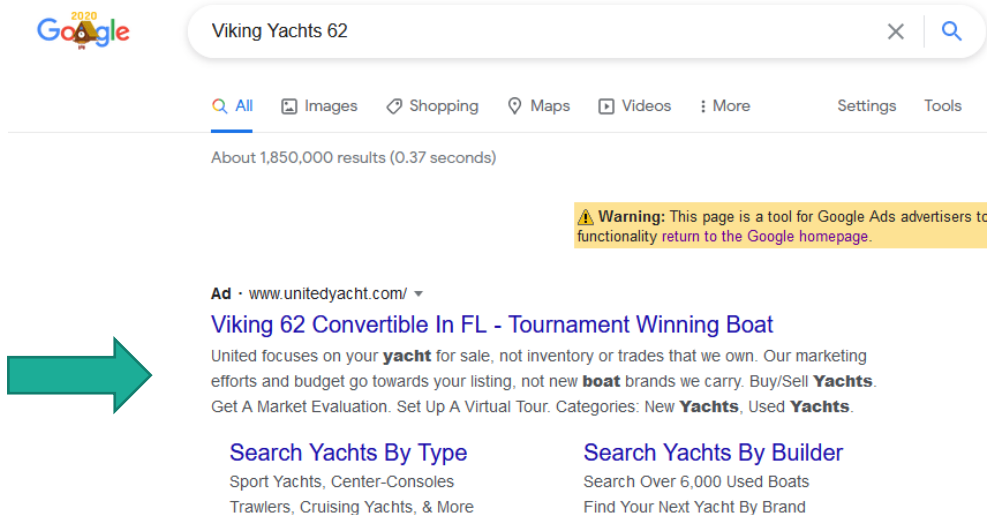 2020
Google
Viking Yachts 62
All Images Shopping Maps Videos More Settings Tools
About 1,850,000 results (0.37 seconds)
Warning: This page is a tool for Google Ads advertisers to
functionality return to the Google homepage.
Ad · www.unitedyacht.com/
Viking 62 Convertible In FL - Tournament Winning Boat
United focuses on your yacht for sale, not inventory or trades that we own. Our marketing
efforts and budget go towards your listing, not new boat brands we carry. Buy/Sell Yachts.
Get A Market Evaluation. Set Up A Virtual Tour. Categories: New Yachts, Used Yachts.
Search Yachts By Type
Sport Yachts, Center-Consoles
Trawlers, Cruising Yachts, & More
Search Yachts By Builder
Search Over 6,000 Used Boats
Find Your Next Yacht By Brand